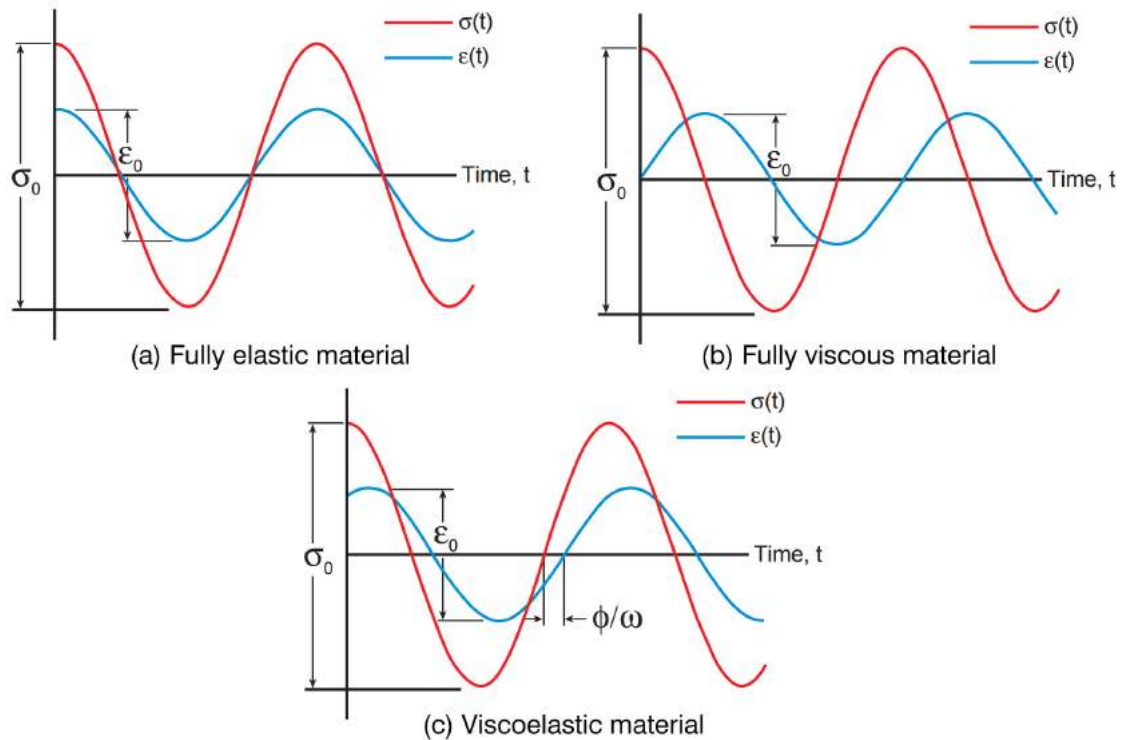 σ(t)
ε(t)
σ₀
ε₀
Time, t
(a) Fully elastic material
σ(t)
ε(t)
σ₀
ε₀
Time, t
(b) Fully viscous material
σ(t)
ε(t)
σ₀
ε₀
Time, t
ϕ/ω
(c) Viscoelastic material